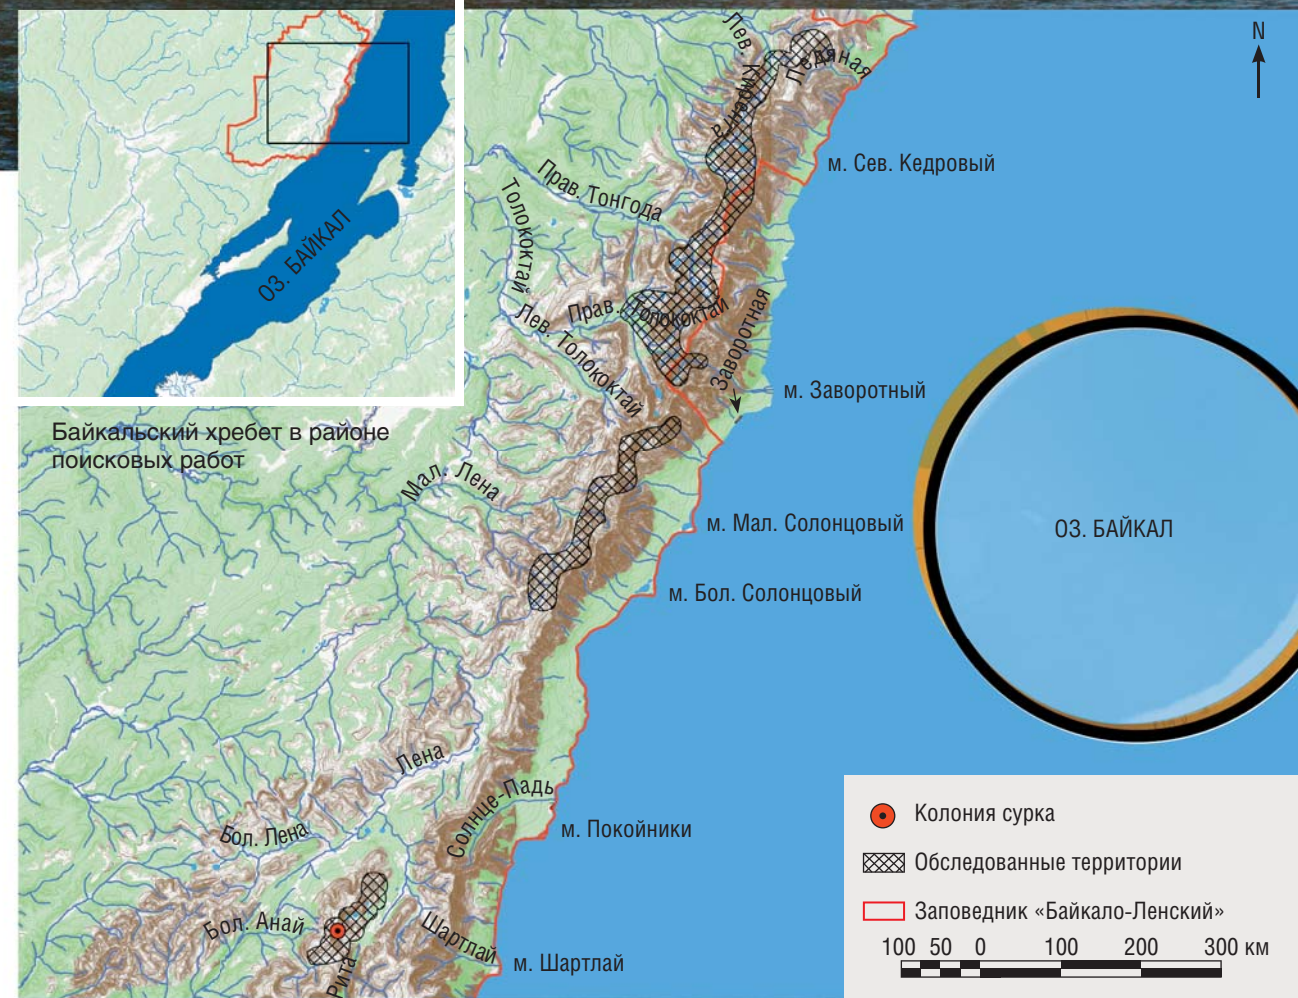 ОЗ. БАЙКАЛ
Байкальский хребет в районе
поисковых работ
N
Лев. Киренга
Ледяная
м. Сев. Кедровый
Прав. Тонгода
Толококтай
Прав. Толококтай
Лев. Толококтай
Заворотная
м. Заворотный
Мал. Лена
м. Мал. Солонцовый
ОЗ. БАЙКАЛ
м. Бол. Солонцовый
Лена
Солнце-Падь
Бол. Лена
м. Покойники
Бол. Анай
Шартлай
Рита
м. Шартлай
Колония сурка
Обследованные территории
Заповедник «Байкало-Ленский»
100 50 0 100 200 300 км